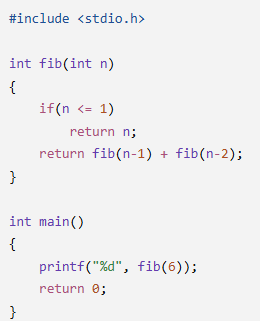 #include <stdio.h>

int fib(int n)
{
    if(n <= 1)
        return n;
    return fib(n-1) + fib(n-2);
}

int main()
{
    printf("%d", fib(6));
    return 0;
}